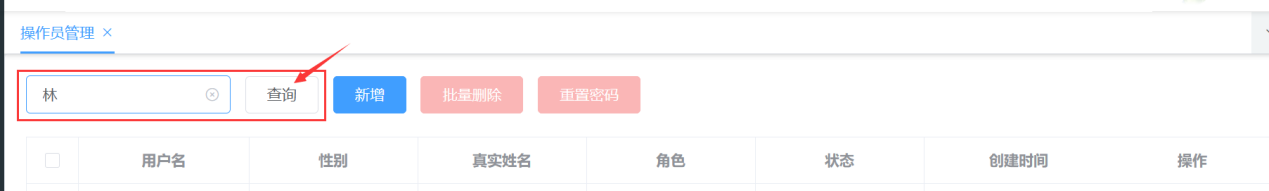 操作员管理 ×
林 查询 新增 批量删除 重置密码
用户名 性别 真实姓名 角色 状态 创建时间 操作